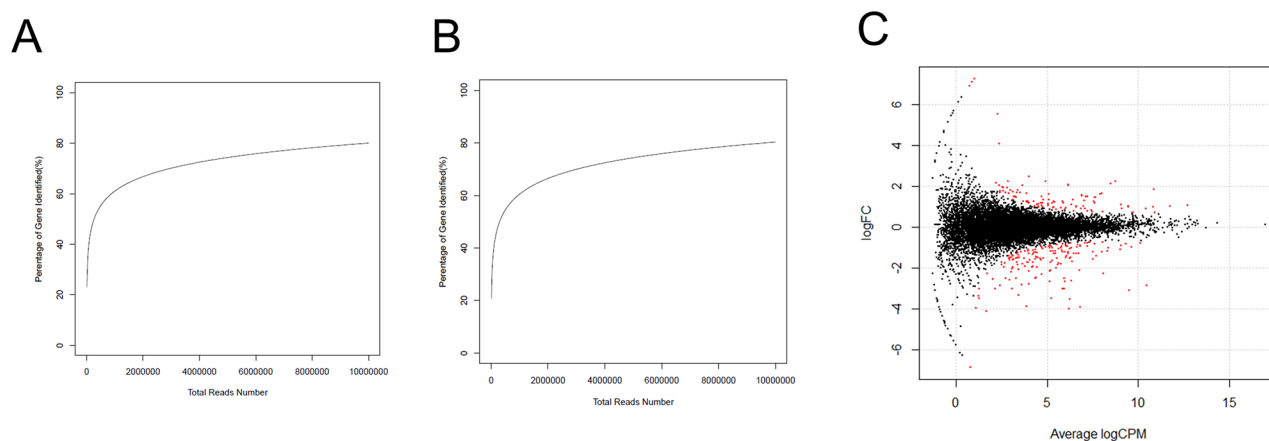 A
B
C
Perentage of Gene Identified(%)
100
80
60
40
20
0
0 2000000 4000000 6000000 8000000 10000000
Total Reads Number
Perentage of Gene Identified(%)
100
80
60
40
20
0
0 2000000 4000000 6000000 8000000 10000000
Total Reads Number
logFC
6
4
2
0
-2
-4
-6
0 5 10 15
Average logCPM